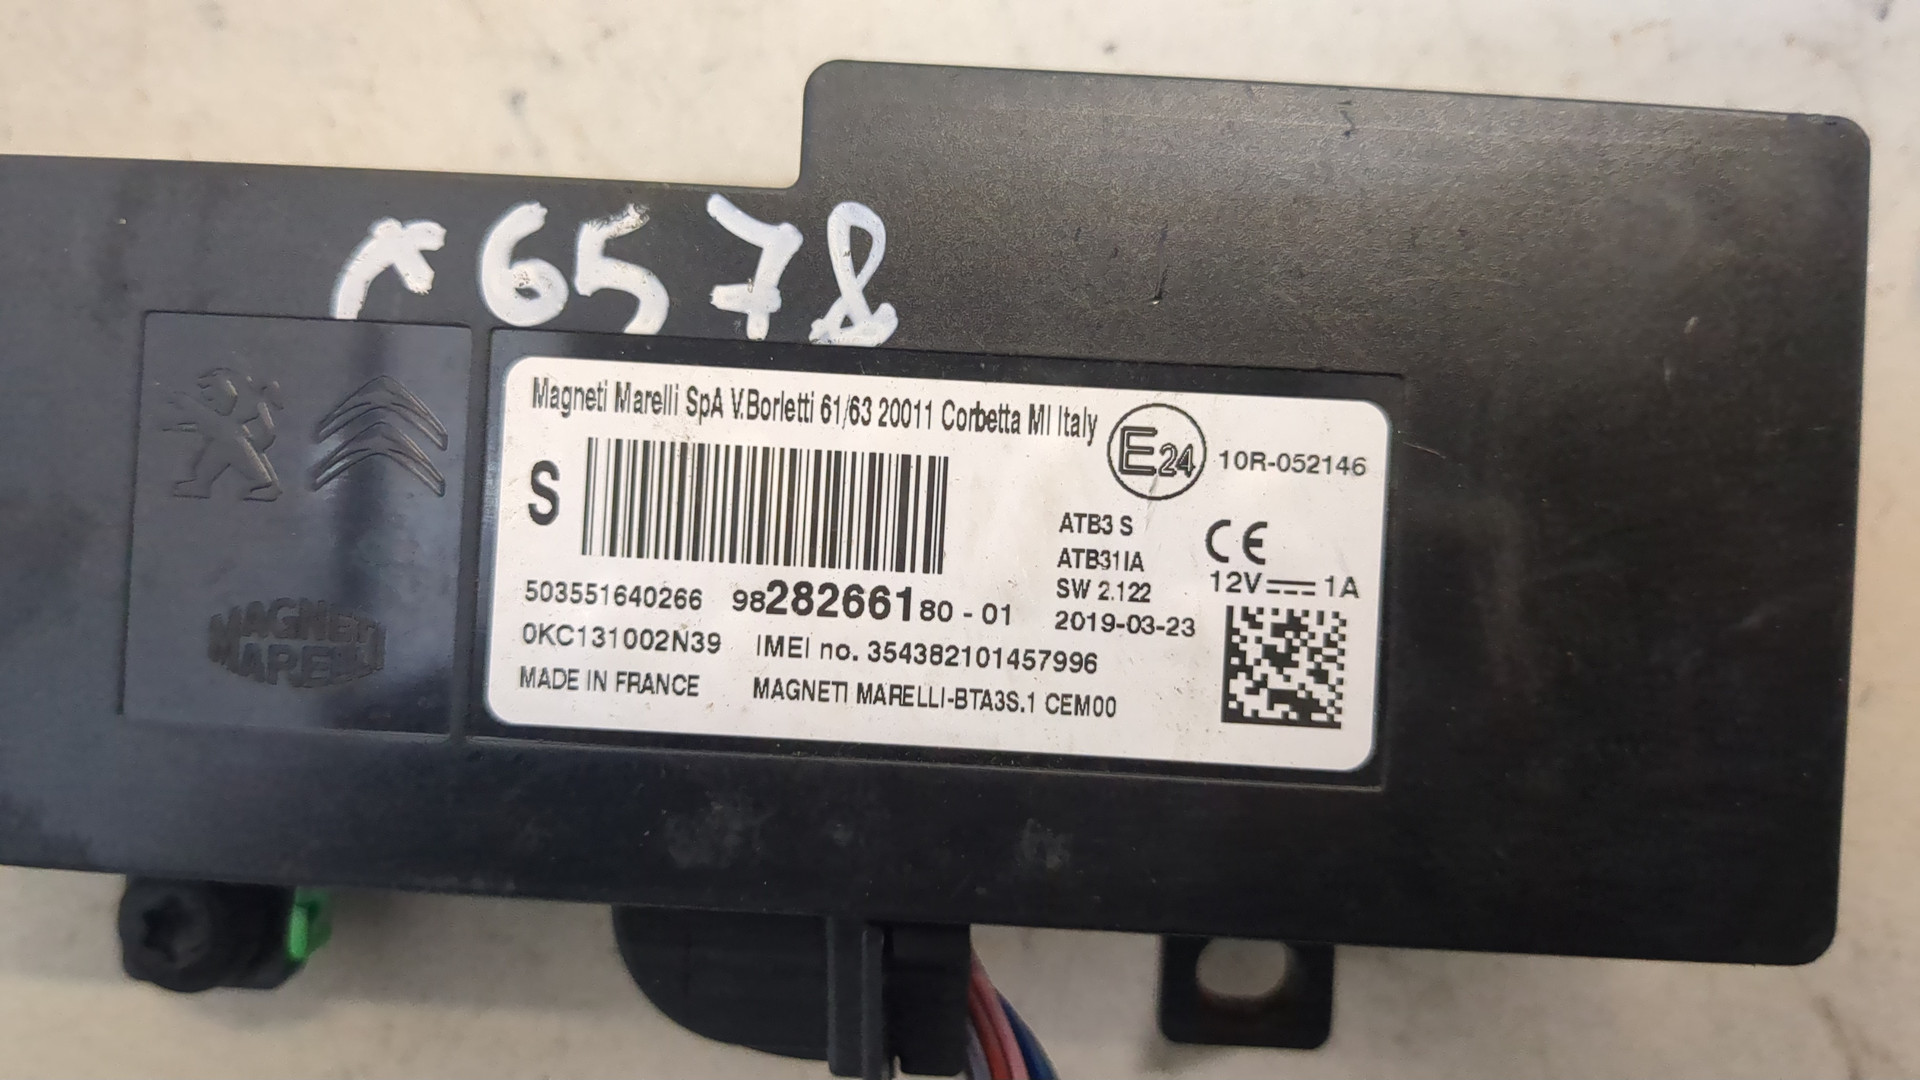 6578
Magneti Marelli SpA V.Borletti 61/63 20011 Corbetta MI Italy
E24 10R-052146
S
ATB3 S
ATB31IA
SW 2.122
2019-03-23
CE
12V 1A
503551640266 9828266180-01
0KC131002N39 IMEI no. 354382101457996
MADE IN FRANCE MAGNETI MARELLI-BTA3S.1 CEM00
MAGNETI
MARELLI